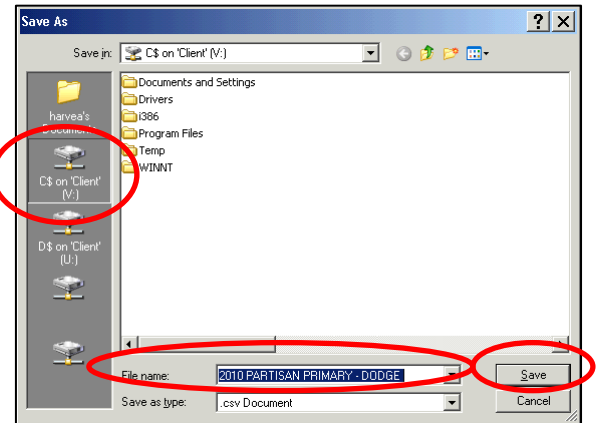 Save As
Save in: C$ on 'Client' (V:)
harvea's
Documents
C$ on 'Client'
(V:)
D$ on 'Client'
(U:)
Documents and Settings
Drivers
i386
Program Files
Temp
WINNT
File name: 2010 PARTISAN PRIMARY - DODGE
Save
Save as type: .csv Document
Cancel